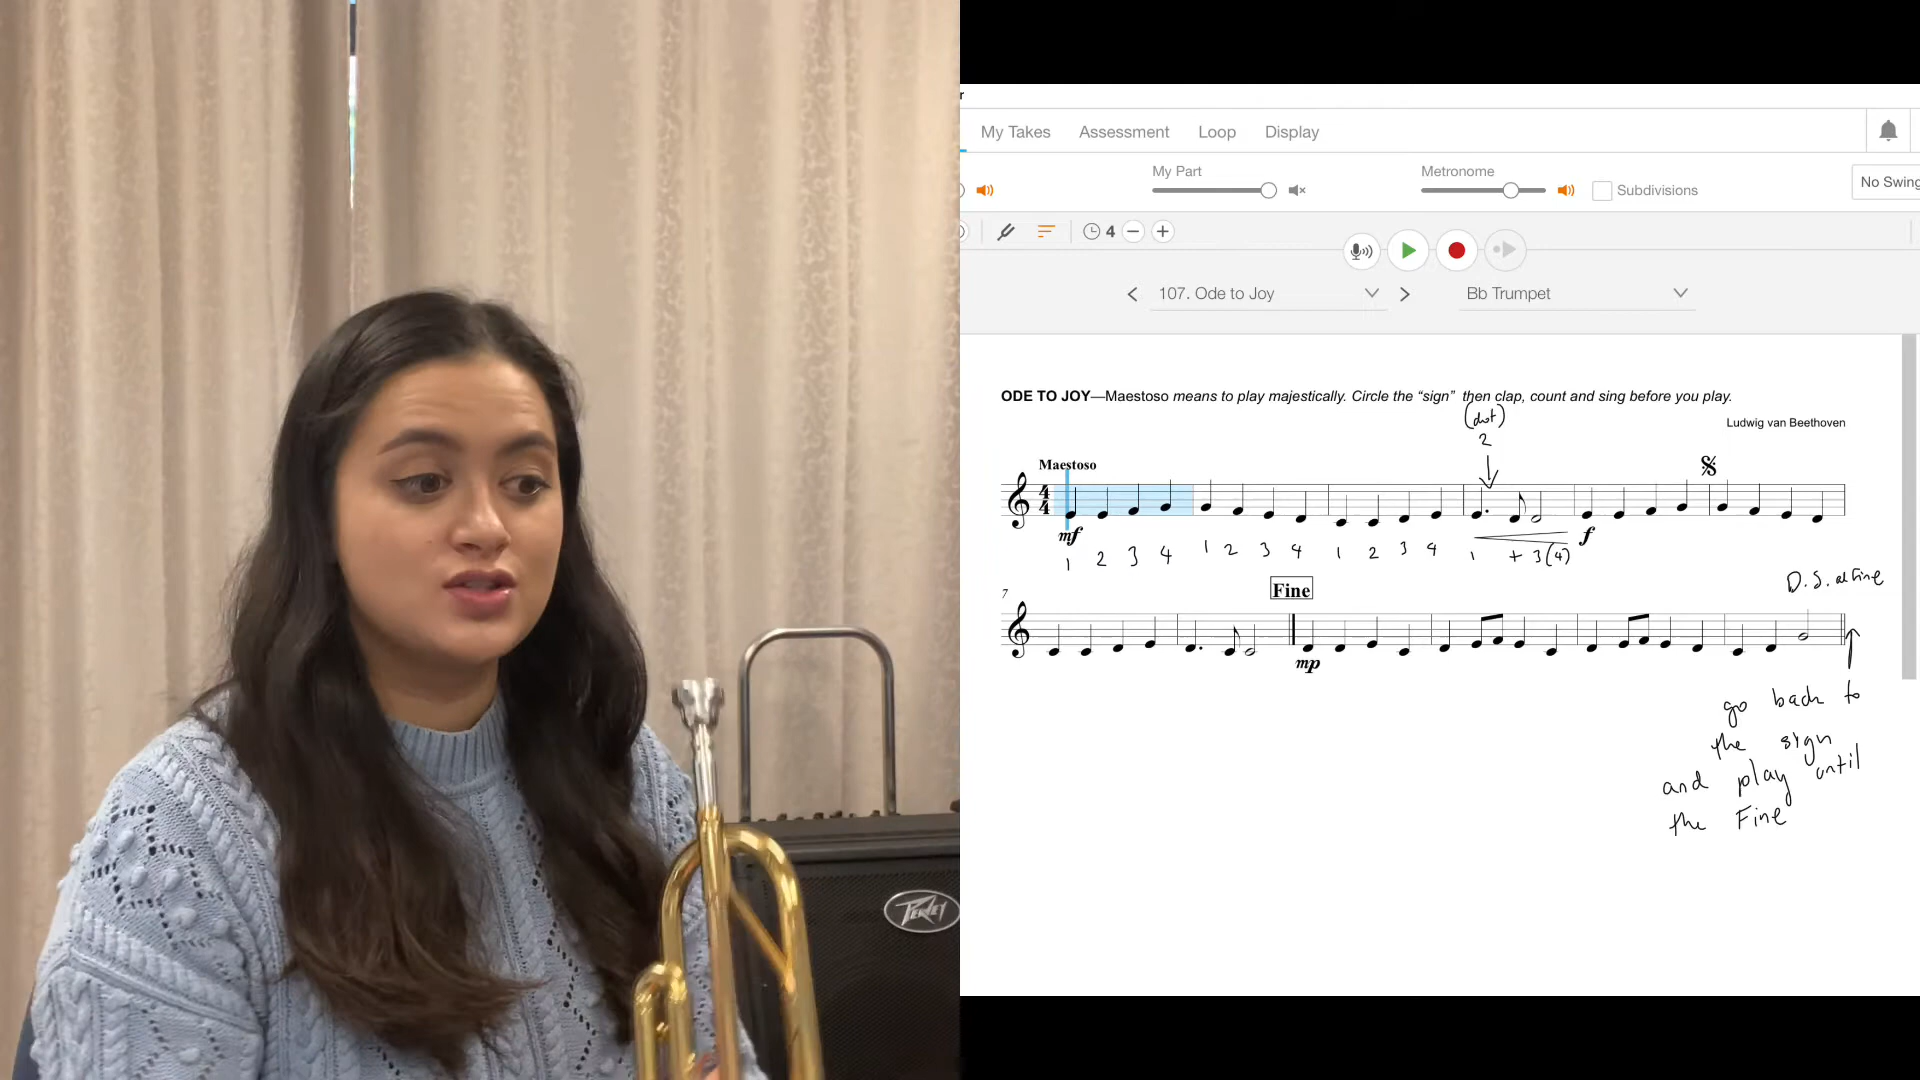 My Takes Assessment Loop Display
My Part
Metronome
Subdivisions
No Swing
4
107. Ode to Joy
Bb Trumpet
ODE TO JOY—Maestoso means to play majestically. Circle the “sign” then clap, count and sing before you play.
(dot)
2
Ludwig van Beethoven
Maestoso
4
4
mf
f
1 2 3 4 1 2 3 4 1 2 3 4 1 + 3 (4)
Fine
D.S. al Fine
7
mp
go back to
the sign
and play until
the Fine
PEAVEY